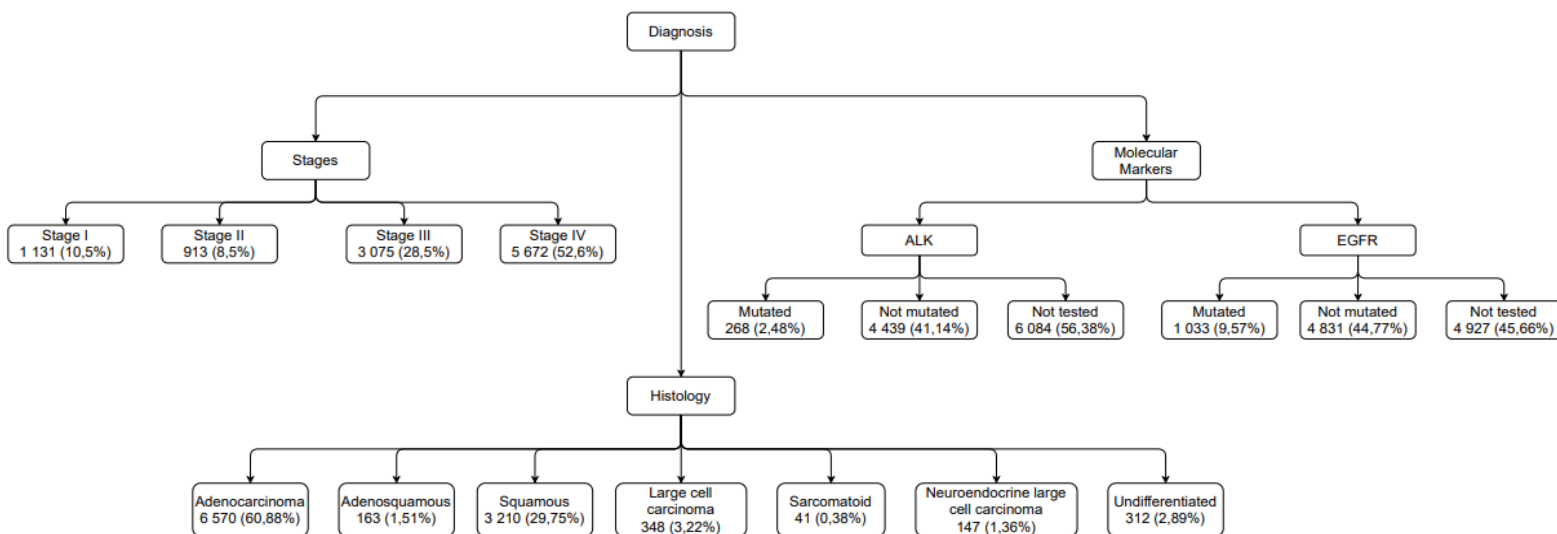 Diagnosis
Stages
Molecular
Markers
Stage I
1 131 (10,5%)
Stage II
913 (8,5%)
Stage III
3 075 (28,5%)
Stage IV
5 672 (52,6%)
ALK
EGFR
Mutated
268 (2,48%)
Not mutated
4 439 (41,14%)
Not tested
6 084 (56,38%)
Mutated
1 033 (9,57%)
Not mutated
4 831 (44,77%)
Not tested
4 927 (45,66%)
Histology
Adenocarcinoma
6 570 (60,88%)
Adenosquamous
163 (1,51%)
Squamous
3 210 (29,75%)
Large cell
carcinoma
348 (3,22%)
Sarcomatoid
41 (0,38%)
Neuroendocrine large
cell carcinoma
147 (1,36%)
Undifferentiated
312 (2,89%)